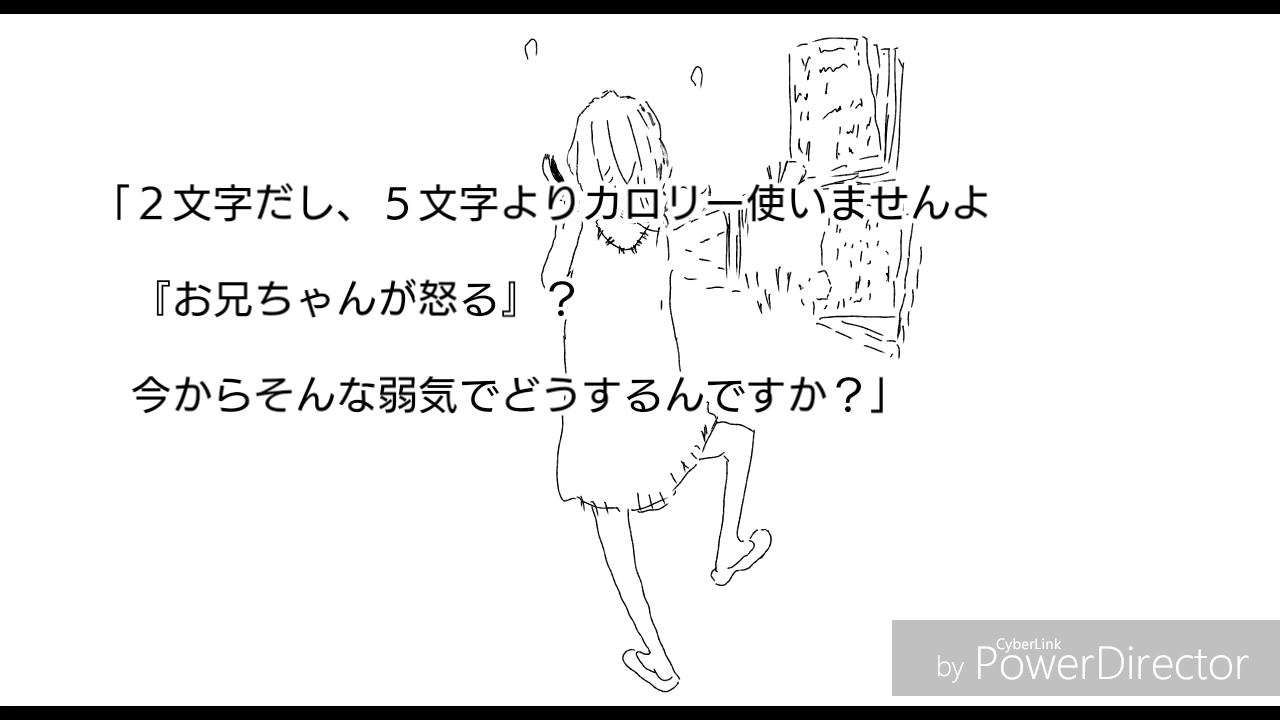 「２文字だし、５文字よりカロリー使いませんよ
『お兄ちゃんが怒る』？
今からそんな弱気でどうするんですか？」
CyberLink
by PowerDirector